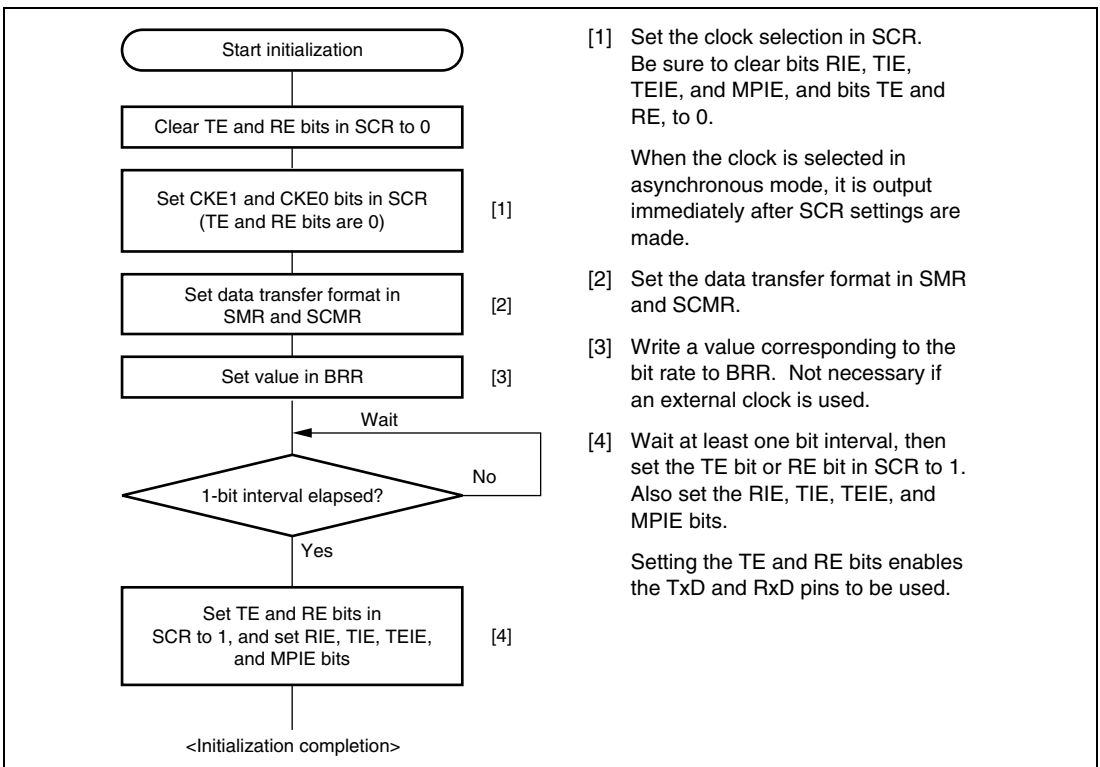 Start initialization
Clear TE and RE bits in SCR to 0
Set CKE1 and CKE0 bits in SCR
(TE and RE bits are 0)
[1]
Set data transfer format in
SMR and SCMR
[2]
Set value in BRR
[3]
Wait
1-bit interval elapsed?
No
Yes
Set TE and RE bits in
SCR to 1, and set RIE, TIE, TEIE,
and MPIE bits
[4]
<Initialization completion>
[1] Set the clock selection in SCR.
Be sure to clear bits RIE, TIE,
TEIE, and MPIE, and bits TE and
RE, to 0.
When the clock is selected in
asynchronous mode, it is output
immediately after SCR settings are
made.
[2] Set the data transfer format in SMR
and SCMR.
[3] Write a value corresponding to the
bit rate to BRR. Not necessary if
an external clock is used.
[4] Wait at least one bit interval, then
set the TE bit or RE bit in SCR to 1.
Also set the RIE, TIE, TEIE, and
MPIE bits.
Setting the TE and RE bits enables
the TxD and RxD pins to be used.